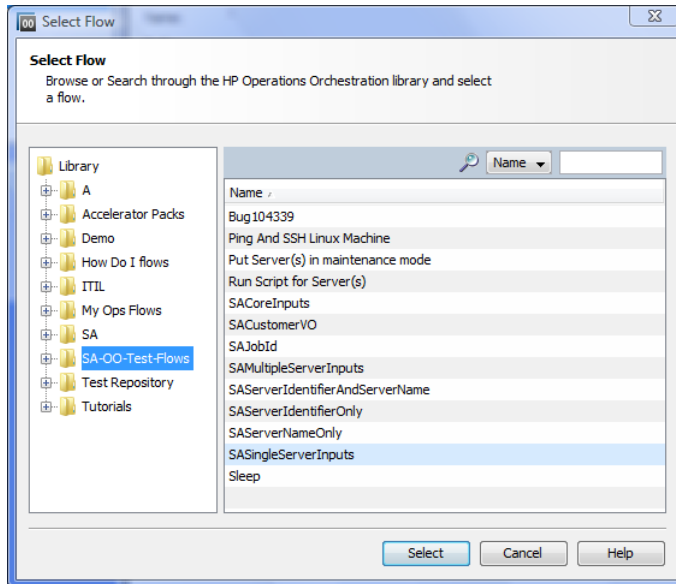 OO Select Flow
Select Flow
Browse or Search through the HP Operations Orchestration library and select
a flow.
Library
A
Accelerator Packs
Demo
How Do I flows
ITIL
My Ops Flows
SA
SA-OO-Test-Flows
Test Repository
Tutorials
Name
Name
Bug104339
Ping And SSH Linux Machine
Put Server(s) in maintenance mode
Run Script for Server(s)
SACoreInputs
SACustomerVO
SAJobId
SAMultipleServerInputs
SAServerIdentifierAndServerName
SAServerIdentifierOnly
SAServerNameOnly
SASingleServerInputs
Sleep
Select Cancel Help